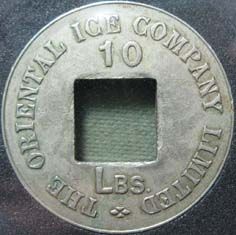 THE ORIENTAL ICE COMPANY LIMITED
10
LBS.